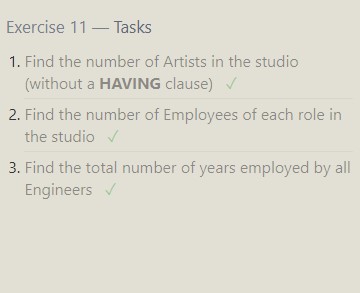 Exercise 11 — Tasks
1. Find the number of Artists in the studio
(without a HAVING clause) ✓
2. Find the number of Employees of each role in
the studio ✓
3. Find the total number of years employed by all
Engineers ✓